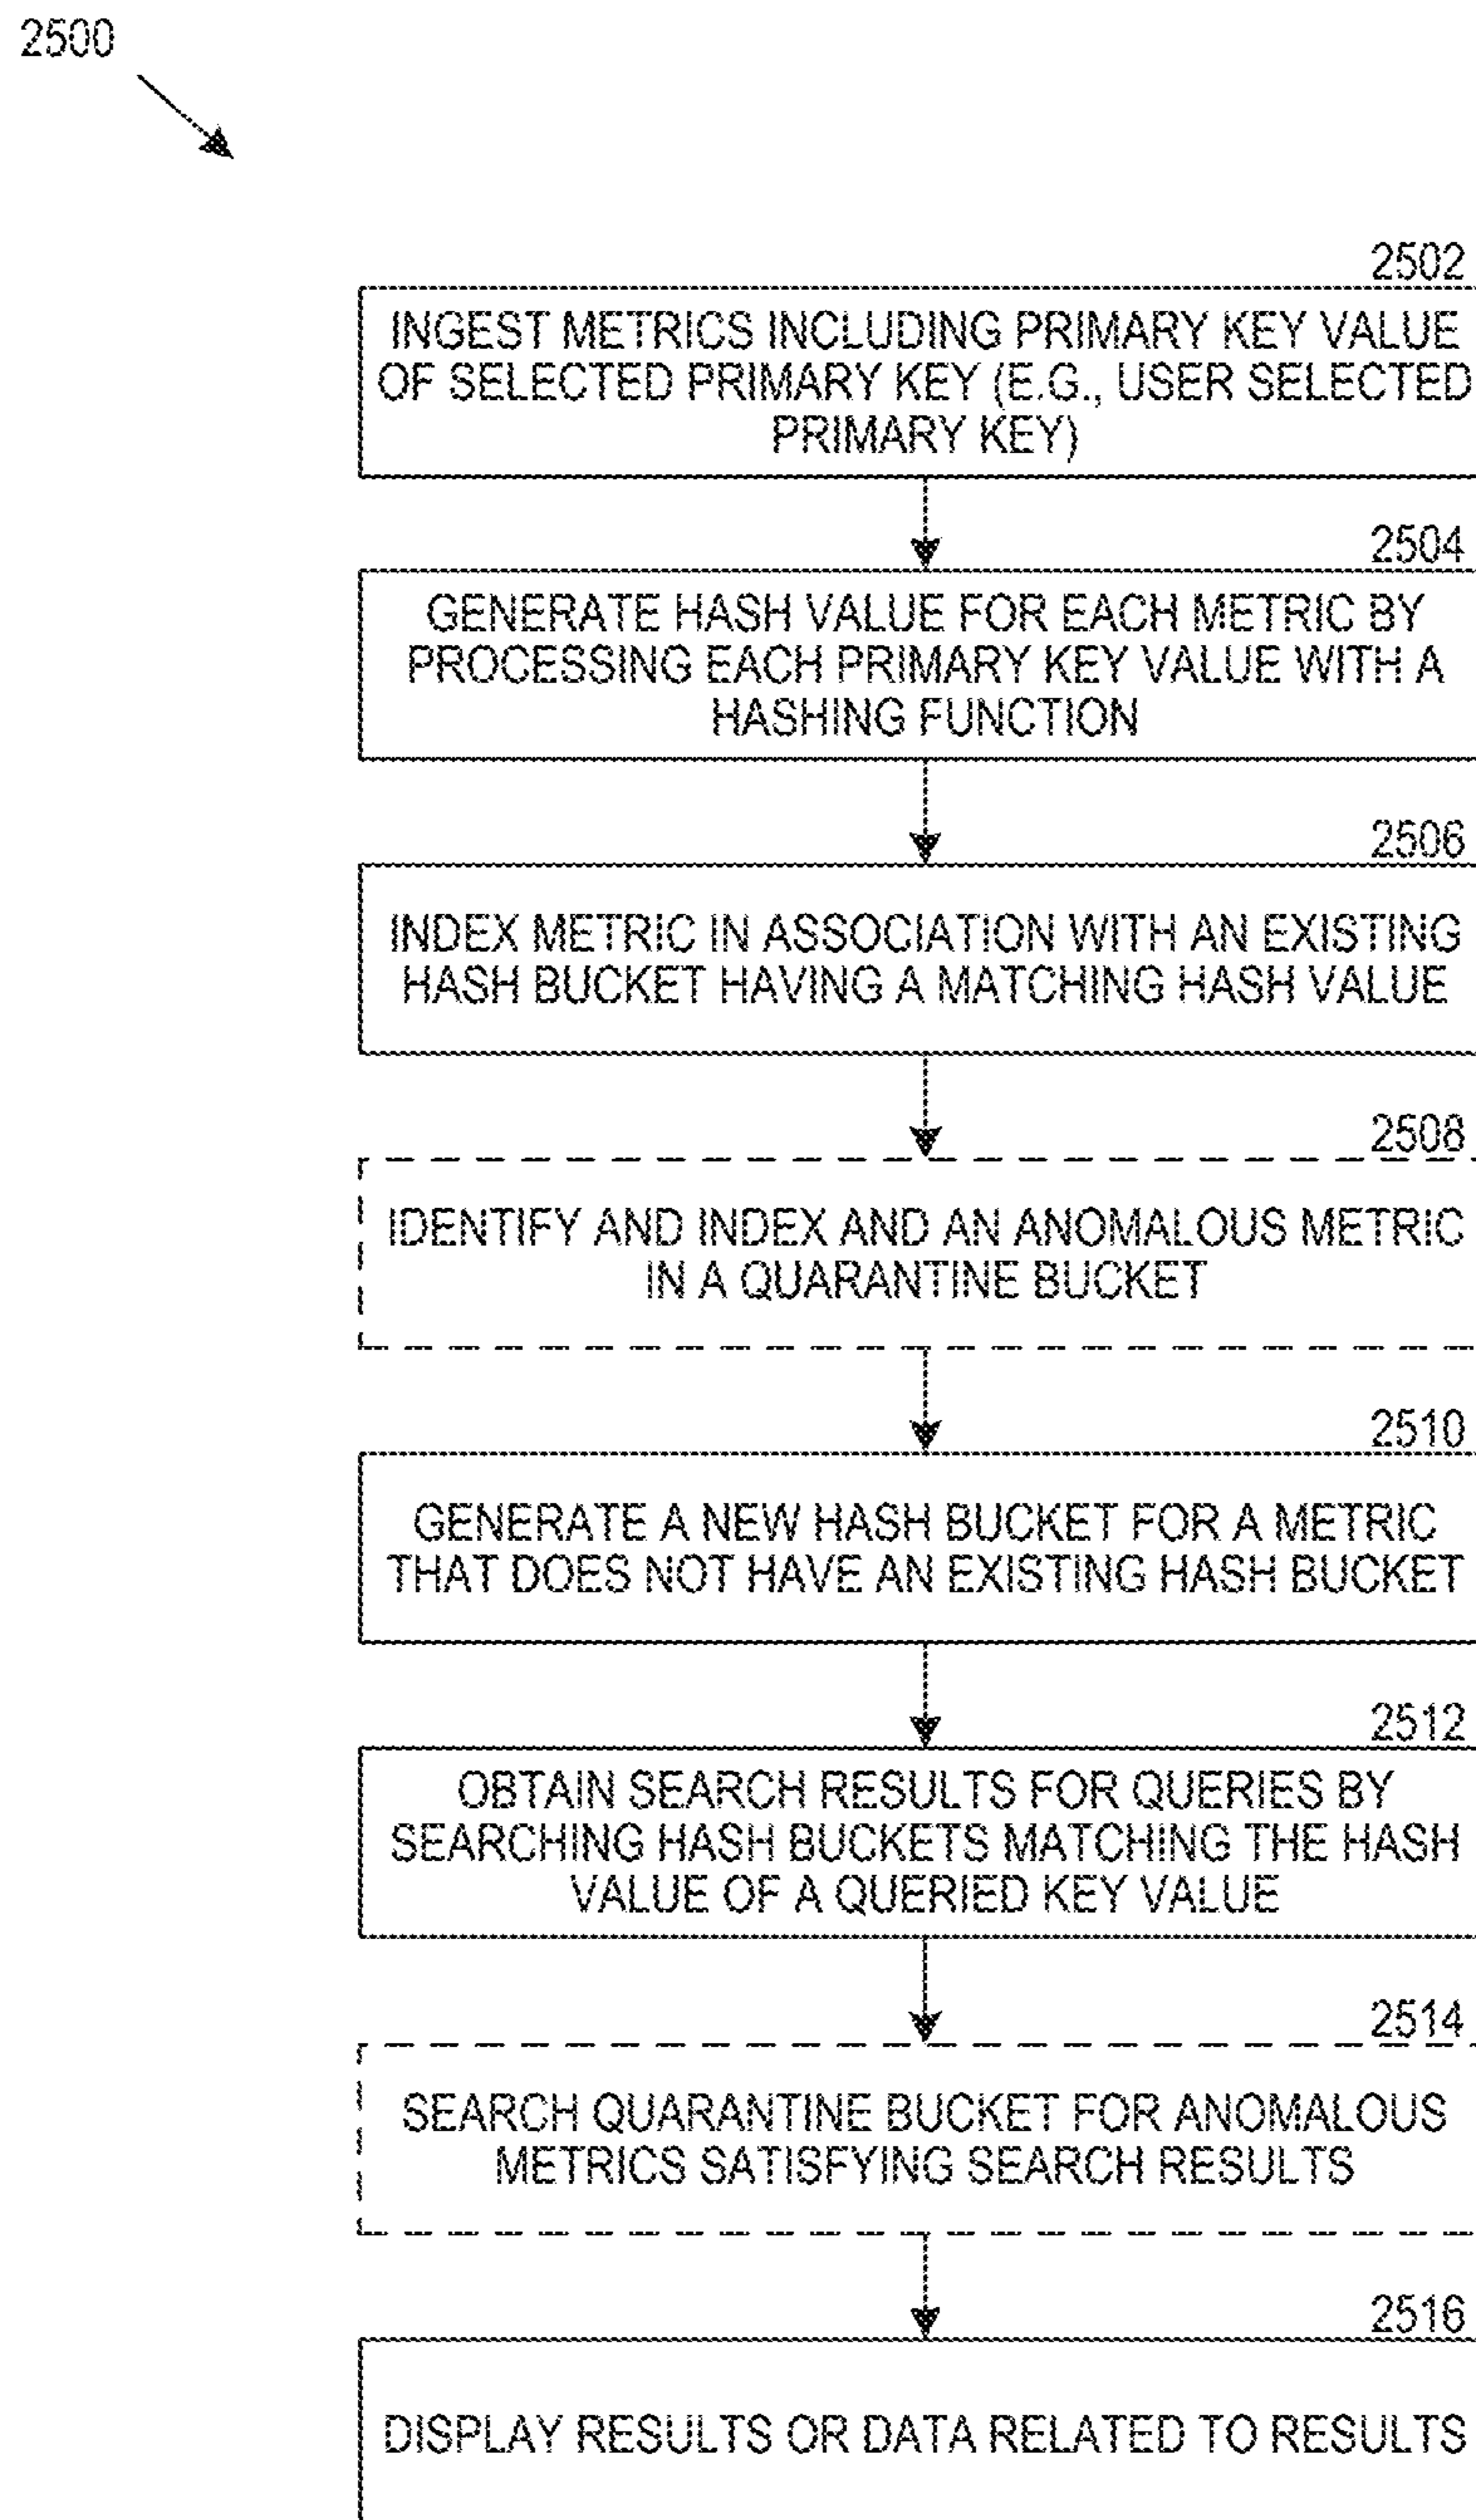 2500
2502
INGEST METRICS INCLUDING PRIMARY KEY VALUE
OF SELECTED PRIMARY KEY (E.G., USER SELECTED
PRIMARY KEY)
2504
GENERATE HASH VALUE FOR EACH METRIC BY
PROCESSING EACH PRIMARY KEY VALUE WITH A
HASHING FUNCTION
2506
INDEX METRIC IN ASSOCIATION WITH AN EXISTING
HASH BUCKET HAVING A MATCHING HASH VALUE
2508
IDENTIFY AND INDEX AND AN ANOMALOUS METRIC
IN A QUARANTINE BUCKET
2510
GENERATE A NEW HASH BUCKET FOR A METRIC
THAT DOES NOT HAVE AN EXISTING HASH BUCKET
2512
OBTAIN SEARCH RESULTS FOR QUERIES BY
SEARCHING HASH BUCKETS MATCHING THE HASH
VALUE OF A QUERIED KEY VALUE
2514
SEARCH QUARANTINE BUCKET FOR ANOMALOUS
METRICS SATISFYING SEARCH RESULTS
2516
DISPLAY RESULTS OR DATA RELATED TO RESULTS